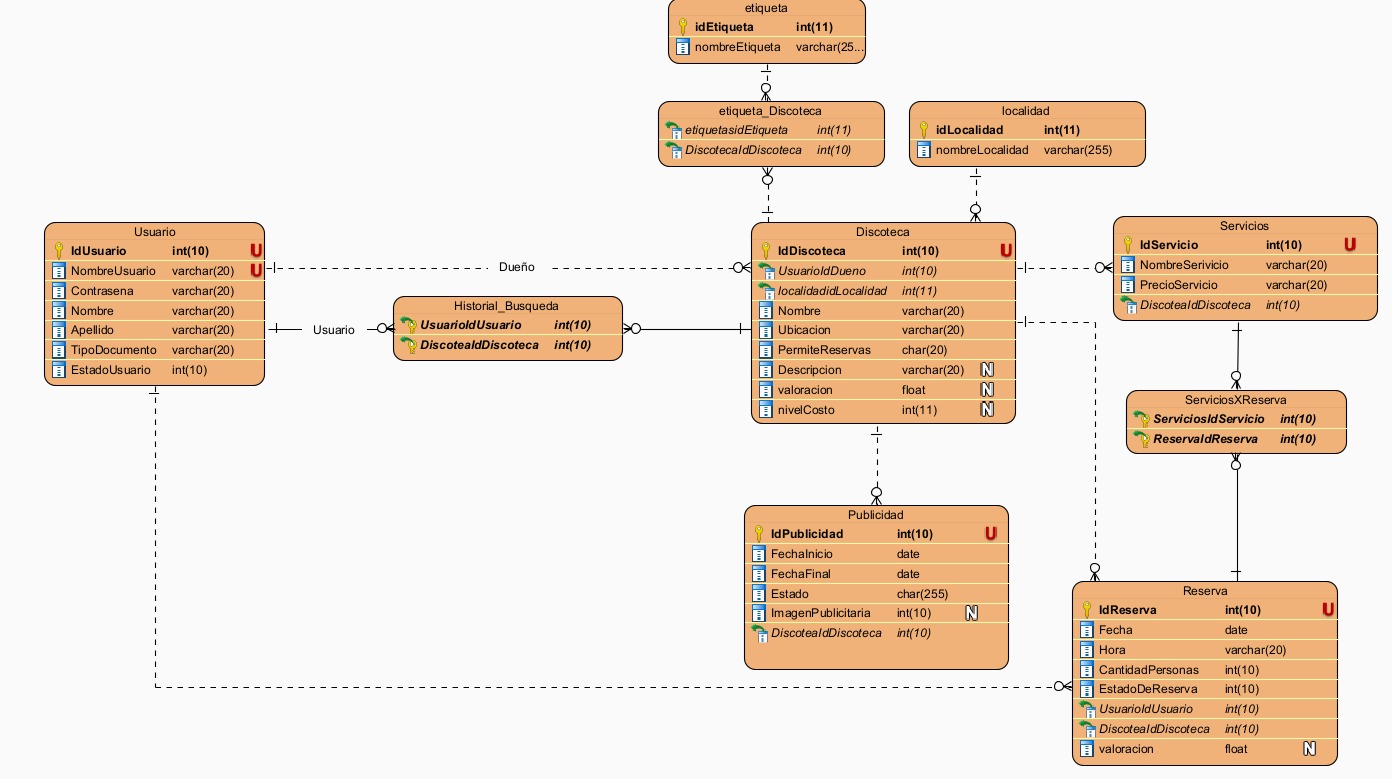 etiqueta
idEtiqueta int(11)
nombreEtiqueta varchar(25...
etiqueta_Discoteca
etiquetasidEtiqueta int(11)
DiscotecaIdDiscoteca int(10)
localidad
idLocalidad int(11)
nombreLocalidad varchar(255)
Usuario
IdUsuario int(10) U
NombreUsuario varchar(20) U
Contrasena varchar(20)
Nombre varchar(20)
Apellido varchar(20)
TipoDocumento varchar(20)
EstadoUsuario int(10)
Dueño
Usuario
Historial_Busqueda
UsuarioIdUsuario int(10)
DiscoteaIdDiscoteca int(10)
Discoteca
IdDiscoteca int(10) U
UsuarioIdDueno int(10)
localidadidLocalidad int(11)
Nombre varchar(20)
Ubicacion varchar(20)
PermiteReservas char(20)
Descripcion varchar(20) N
valoracion float N
nivelCosto int(11) N
Servicios
IdServicio int(10) U
NombreSerivicio varchar(20)
PrecioServicio varchar(20)
DiscoteaIdDiscoteca int(10)
ServiciosXReserva
ServiciosIdServicio int(10)
ReservaIdReserva int(10)
Publicidad
IdPublicidad int(10) U
FechaInicio date
FechaFinal date
Estado char(255)
ImagenPublicitaria int(10) N
DiscoteaIdDiscoteca int(10)
Reserva
IdReserva int(10) U
Fecha date
Hora varchar(20)
CantidadPersonas int(10)
EstadoDeReserva int(10)
UsuarioIdUsuario int(10)
DiscoteaIdDiscoteca int(10)
valoracion float N